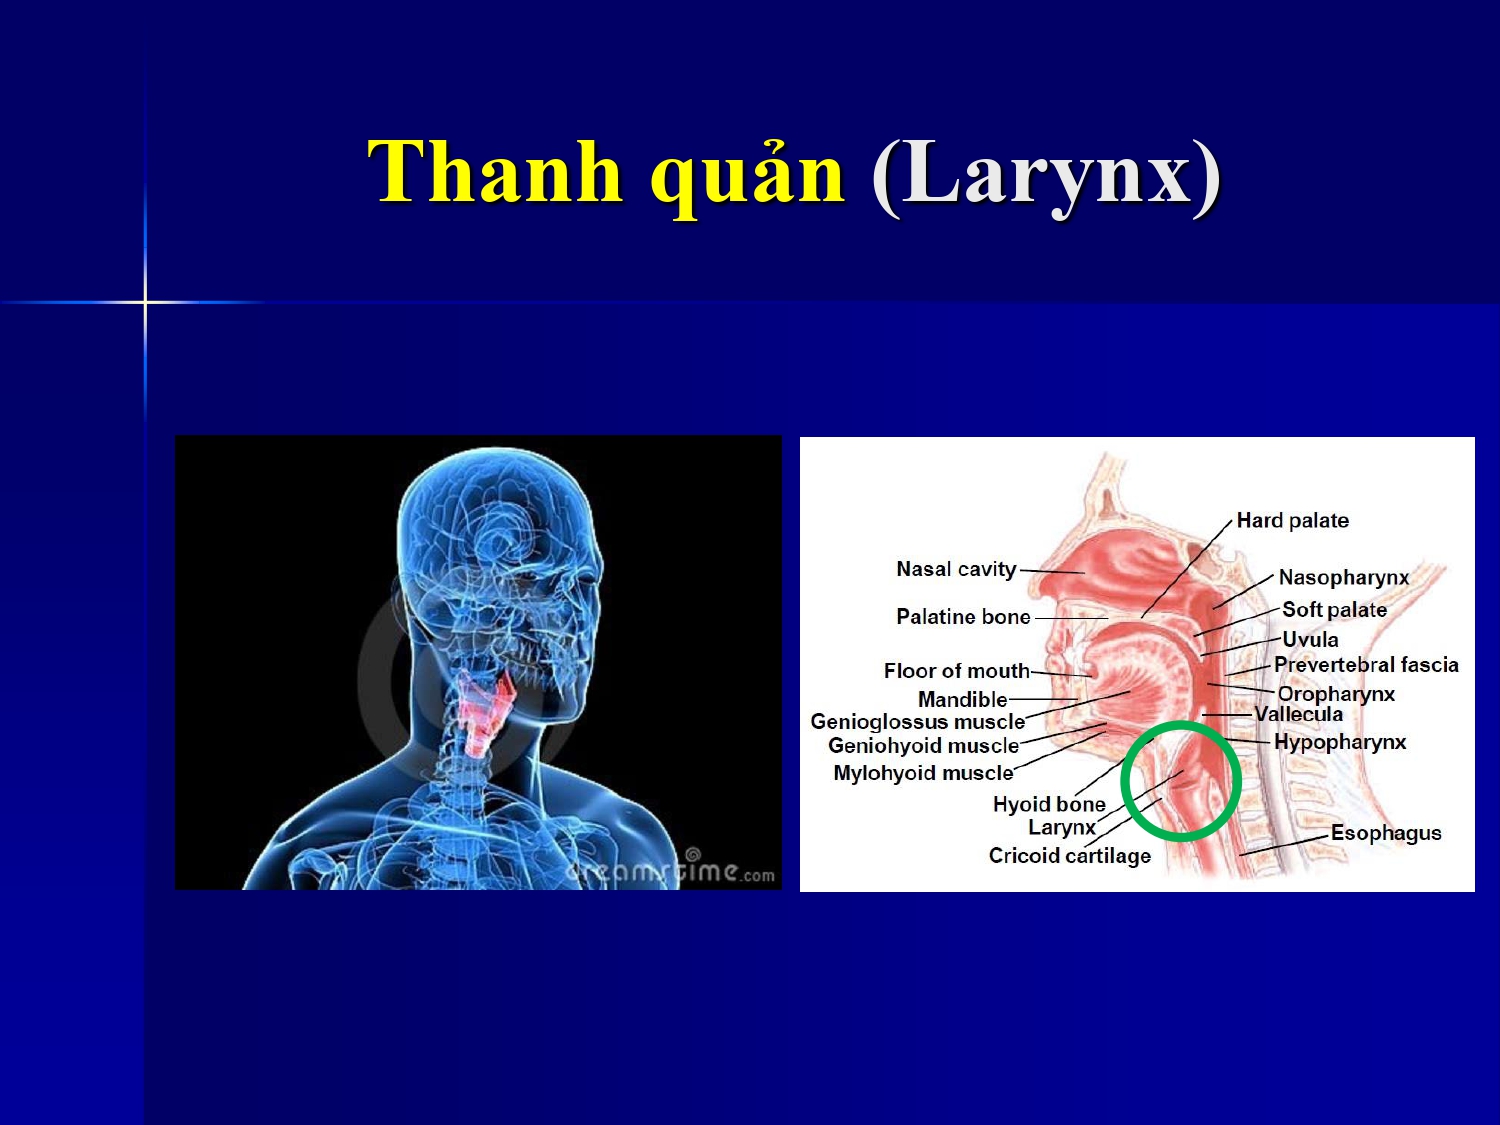 Thanh quản (Larynx)
dreamstime.com
Hard palate
Nasal cavity
Nasopharynx
Soft palate
Palatine bone
Uvula
Prevertebral fascia
Floor of mouth
Oropharynx
Mandible
Vallecula
Genioglossus muscle
Hypopharynx
Geniohyoid muscle
Mylohyoid muscle
Hyoid bone
Larynx
Esophagus
Cricoid cartilage